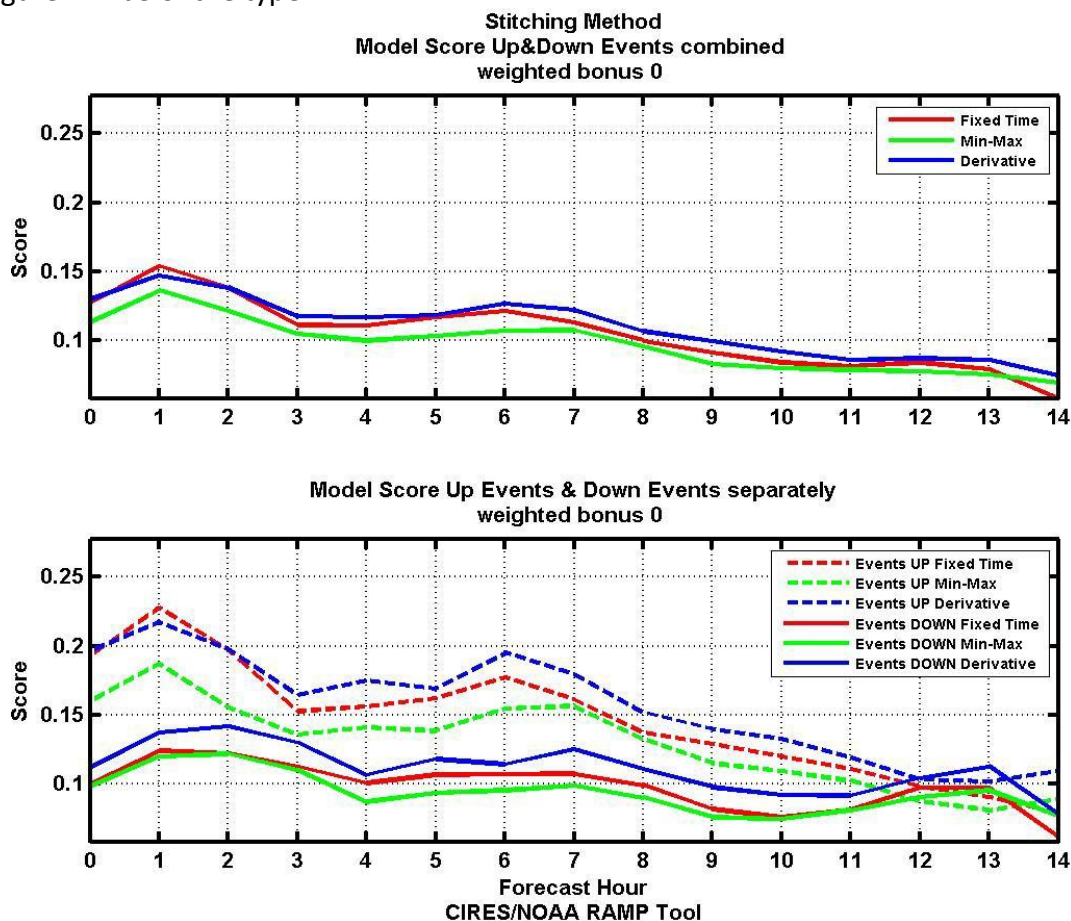 Stitching Method
Model Score Up&Down Events combined
weighted bonus 0
0.25
0.2
0.15
0.1
Score
Fixed Time
Min-Max
Derivative
0 1 2 3 4 5 6 7 8 9 10 11 12 13 14
Model Score Up Events & Down Events separately
weighted bonus 0
0.25
0.2
0.15
0.1
Score
Events UP Fixed Time
Events UP Min-Max
Events UP Derivative
Events DOWN Fixed Time
Events DOWN Min-Max
Events DOWN Derivative
0 1 2 3 4 5 6 7 8 9 10 11 12 13 14
Forecast Hour
CIRES/NOAA RAMP Tool